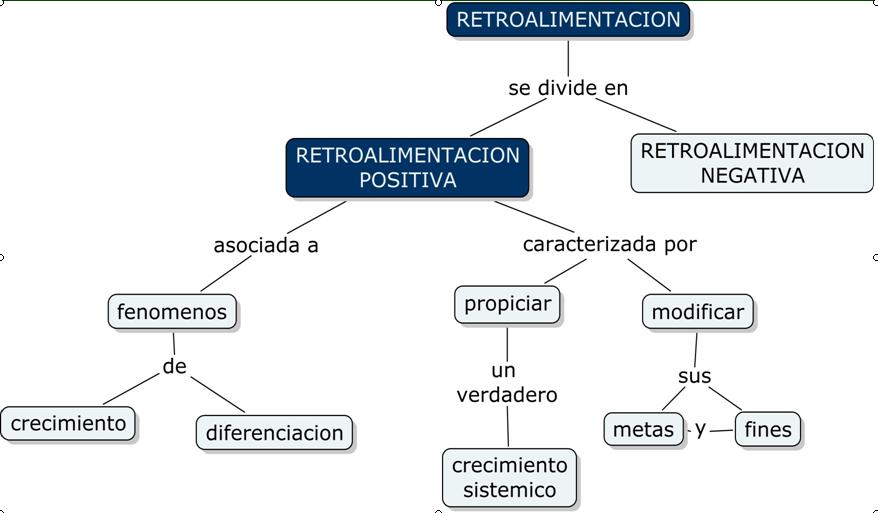 RETROALIMENTACION
se divide en
RETROALIMENTACION
POSITIVA
RETROALIMENTACION
NEGATIVA
asociada a
caracterizada por
fenomenos
propiciar
modificar
de
un
verdadero
sus
crecimiento
diferenciacion
crecimiento
sistemico
metas y fines